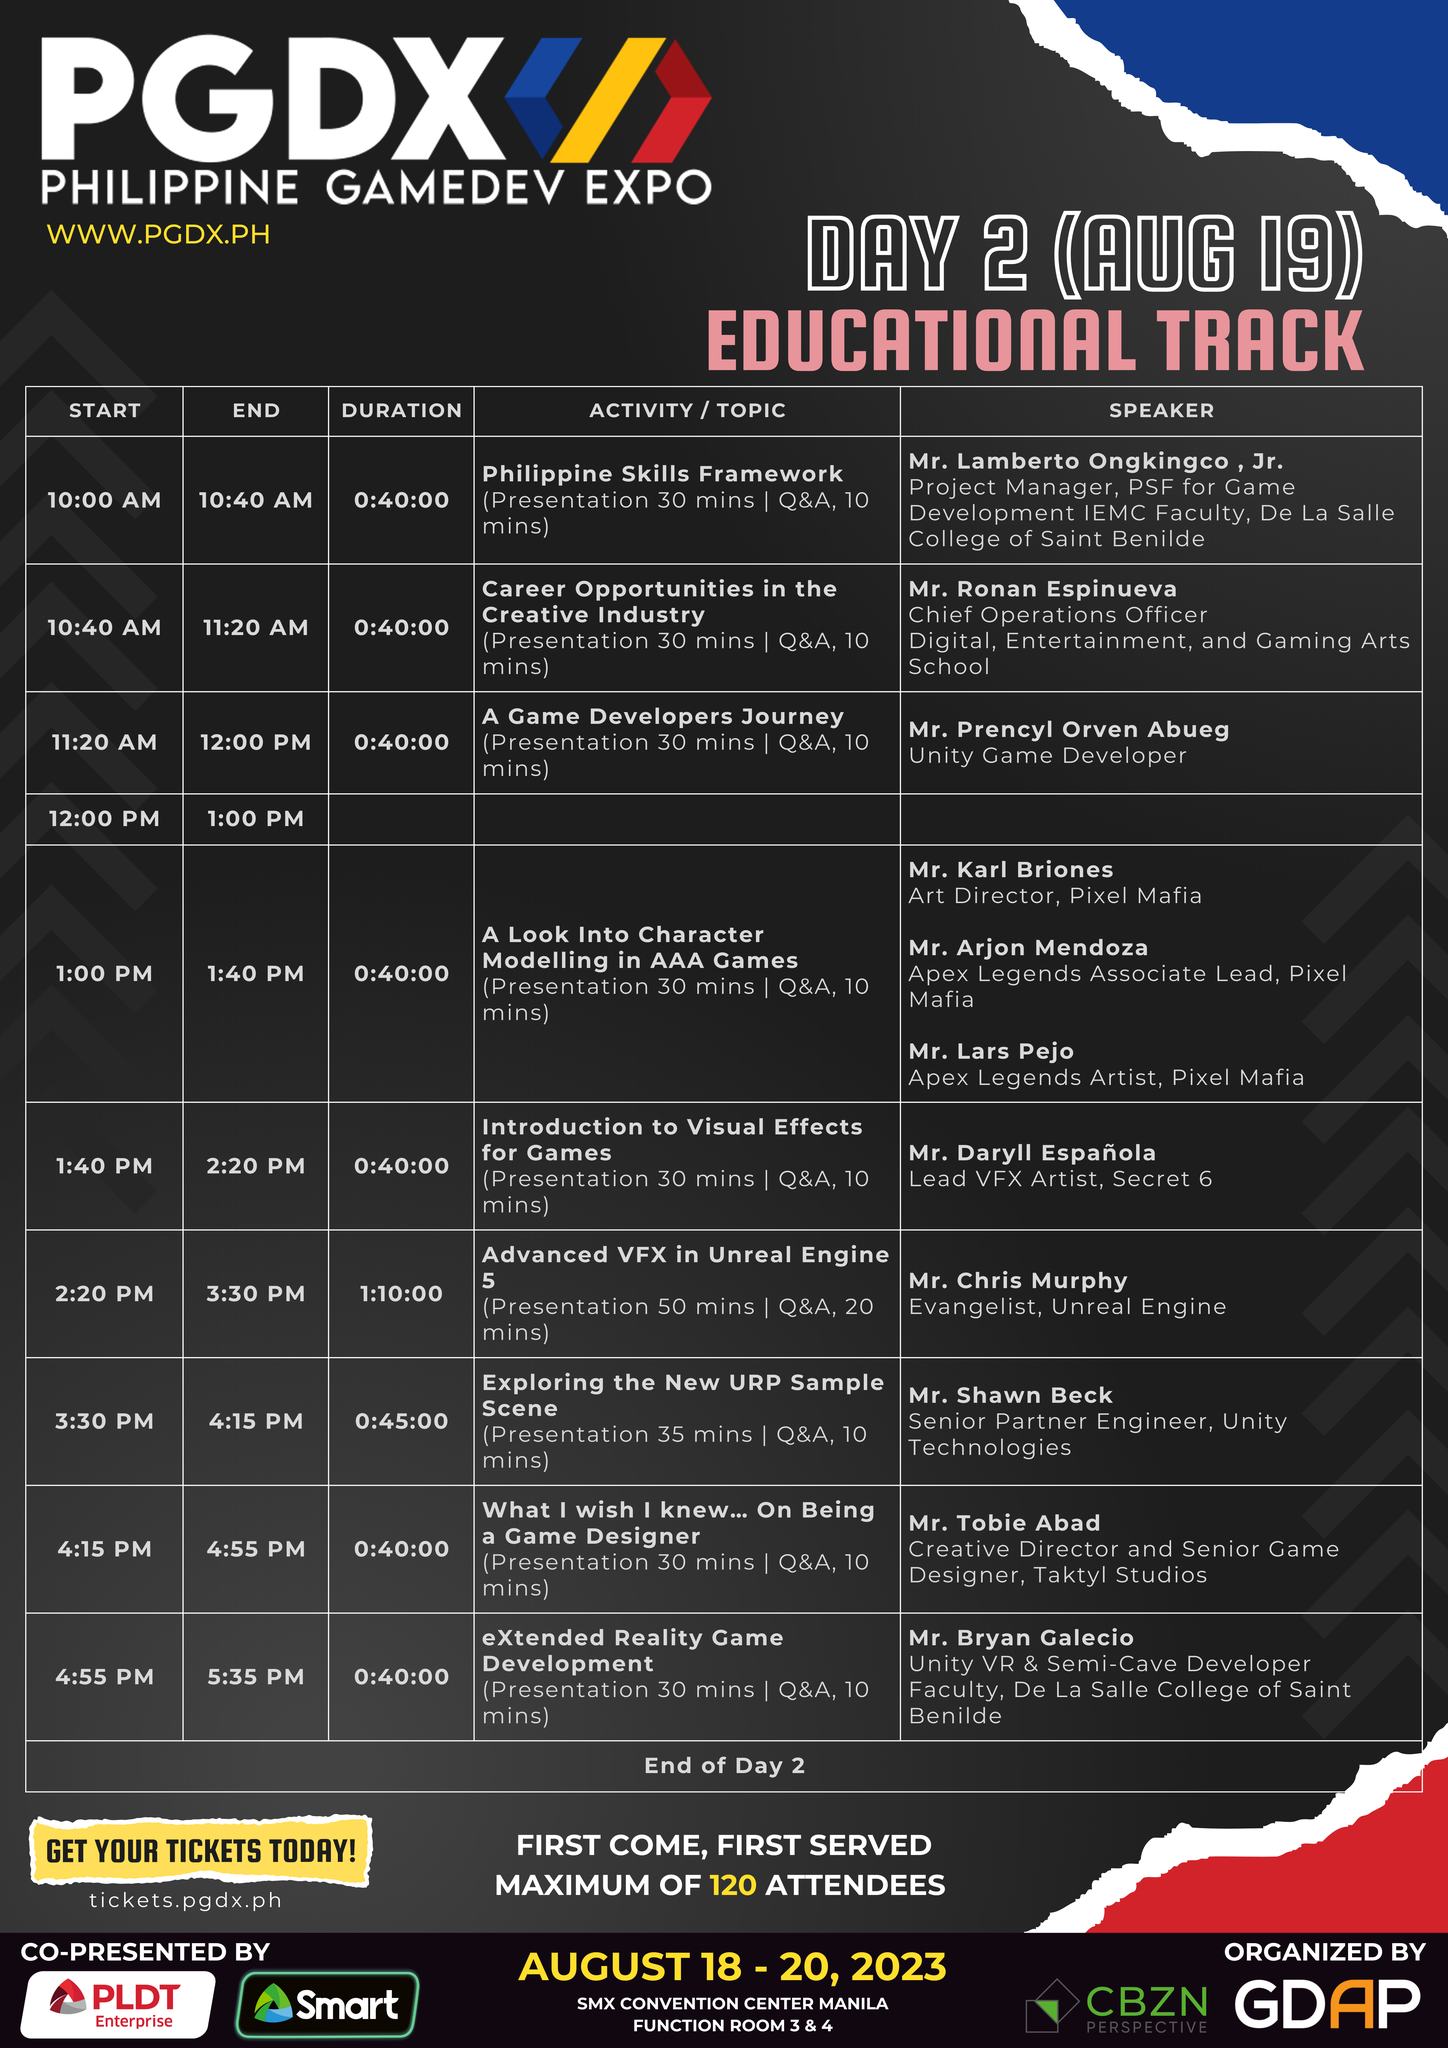 PGDX
PHILIPPINE GAMEDEV EXPO
WWW.PGDX.PH
DAY 2 (AUG 19)
EDUCATIONAL TRACK
START END DURATION ACTIVITY / TOPIC SPEAKER
10:00 AM 10:40 AM 0:40:00
Philippine Skills Framework
(Presentation 30 mins | Q&A, 10
mins)
Mr. Lamberto Ongkingco , Jr.
Project Manager, PSF for Game
Development IEMC Faculty, De La Salle
College of Saint Benilde
10:40 AM 11:20 AM 0:40:00
Career Opportunities in the
Creative Industry
(Presentation 30 mins | Q&A, 10
mins)
Mr. Ronan Espinueva
Chief Operations Officer
Digital, Entertainment, and Gaming Arts
School
11:20 AM 12:00 PM 0:40:00
A Game Developers Journey
(Presentation 30 mins | Q&A, 10
mins)
Mr. Prencyl Orven Abueg
Unity Game Developer
12:00 PM 1:00 PM
1:00 PM 1:40 PM 0:40:00
A Look Into Character
Modelling in AAA Games
(Presentation 30 mins | Q&A, 10
mins)
Mr. Karl Briones
Art Director, Pixel Mafia
Mr. Arjon Mendoza
Apex Legends Associate Lead, Pixel
Mafia
Mr. Lars Pejo
Apex Legends Artist, Pixel Mafia
1:40 PM 2:20 PM 0:40:00
Introduction to Visual Effects
for Games
(Presentation 30 mins | Q&A, 10
mins)
Mr. Daryll Española
Lead VFX Artist, Secret 6
2:20 PM 3:30 PM 1:10:00
Advanced VFX in Unreal Engine
5
(Presentation 50 mins | Q&A, 20
mins)
Mr. Chris Murphy
Evangelist, Unreal Engine
3:30 PM 4:15 PM 0:45:00
Exploring the New URP Sample
Scene
(Presentation 35 mins | Q&A, 10
mins)
Mr. Shawn Beck
Senior Partner Engineer, Unity
Technologies
4:15 PM 4:55 PM 0:40:00
What I wish I knew... On Being
a Game Designer
(Presentation 30 mins | Q&A, 10
mins)
Mr. Tobie Abad
Creative Director and Senior Game
Designer, Taktyl Studios
4:55 PM 5:35 PM 0:40:00
eXtended Reality Game
Development
(Presentation 30 mins | Q&A, 10
mins)
Mr. Bryan Galecio
Unity VR & Semi-Cave Developer
Faculty, De La Salle College of Saint
Benilde
End of Day 2
GET YOUR TICKETS TODAY!
tickets.pgdx.ph
FIRST COME, FIRST SERVED
MAXIMUM OF 120 ATTENDEES
CO-PRESENTED BY
PLDT
Enterprise
Smart
AUGUST 18 - 20, 2023
SMX CONVENTION CENTER MANILA
FUNCTION ROOM 3 & 4
ORGANIZED BY
CBZN
PERSPECTIVE
GDAP